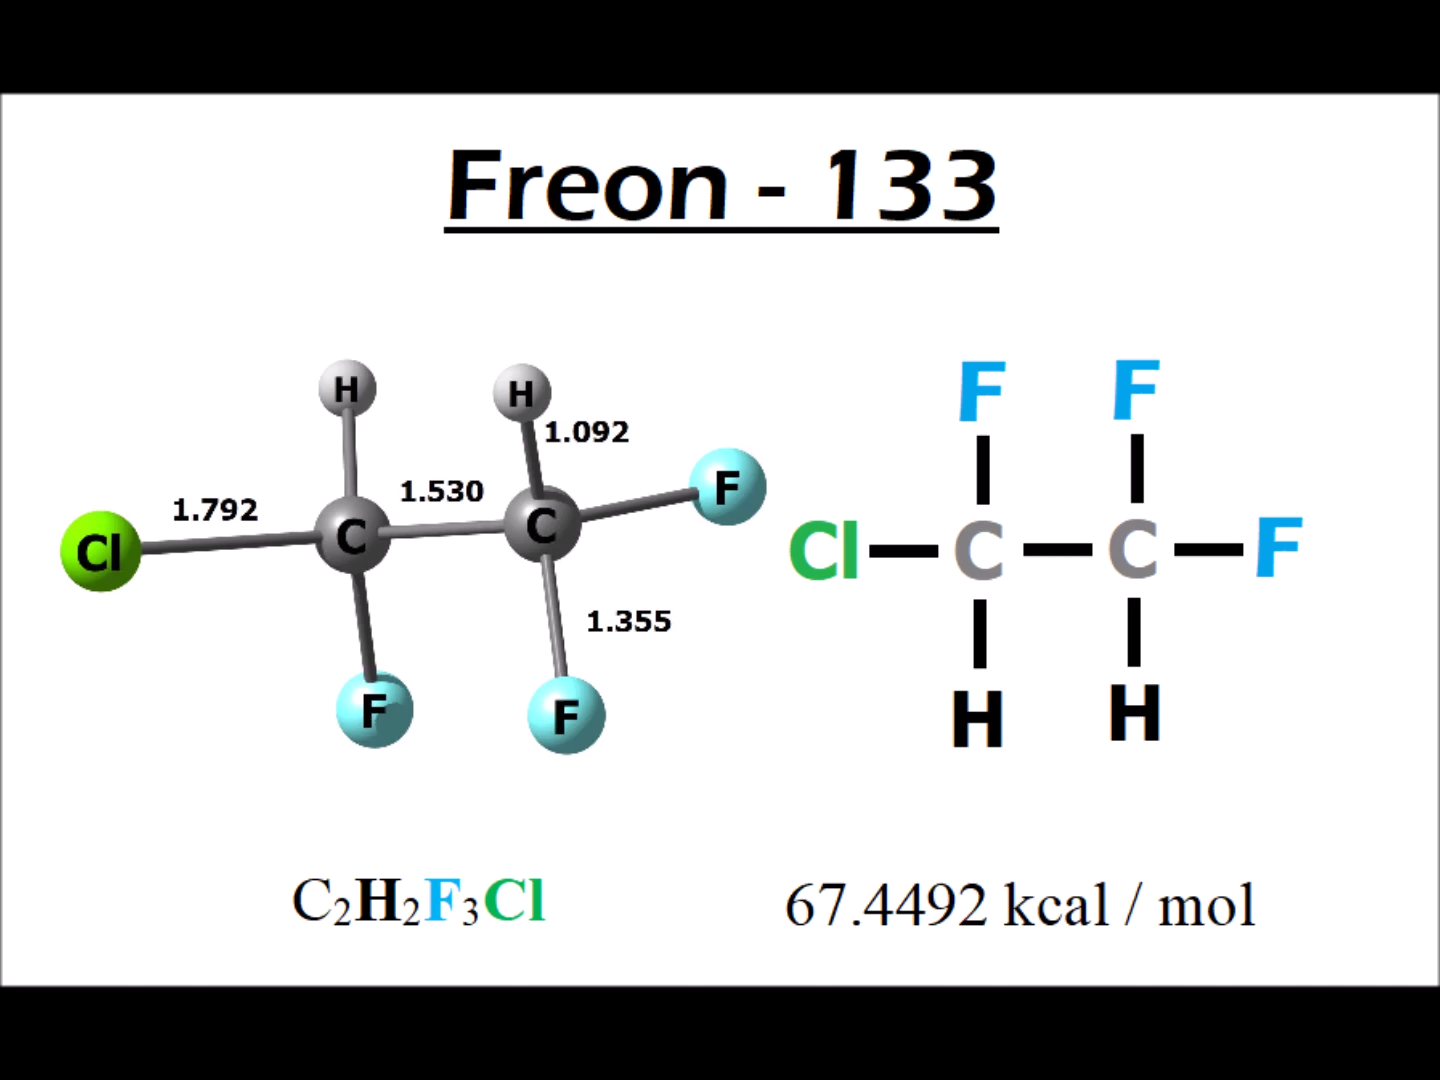 Freon - 133
H H
1.092
F
1.792 1.530
Cl C C
1.355
F F
F F
Cl C C F
H H
C₂H₂F₃Cl
67.4492 kcal / mol